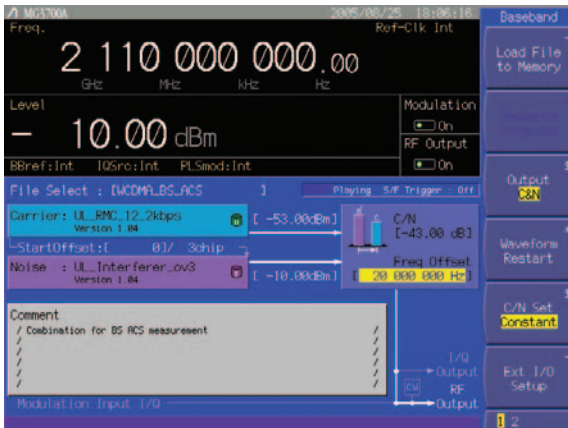 MG3700A 2005/08/25 18:06:16
Freq. Ref-Clk Int
2 110 000 000.00
GHz MHz kHz Hz
Level
- 10.00 dBm
Modulation
On
RF Output
On
BBref:Int IQSrc:Int PLSmod:Int
File Select : [WCDMA_BS_ACS ] Playing S/F Trigger : Off
Carrier: UL_RMC_12_2kbps
Version 1.04
[ -53.00dBm]
C/N
[-43.00 dB]
StartOffset:[ 0]/ 3chip
Noise : UL_Interferer_ov3
Version 1.04
[ -10.00dBm]
Freq Offset
[ 20 000 000 Hz]
Comment
/ Combination for BS ACS measurement /
/ /
/ /
/ /
/ /
I/Q
Output
CW
RF
Output
Modulation Input I/Q
Baseband
Load File
to Memory
Output
C&N
Waveform
Restart
C/N Set
Constant
Ext I/Q
Setup
1 2